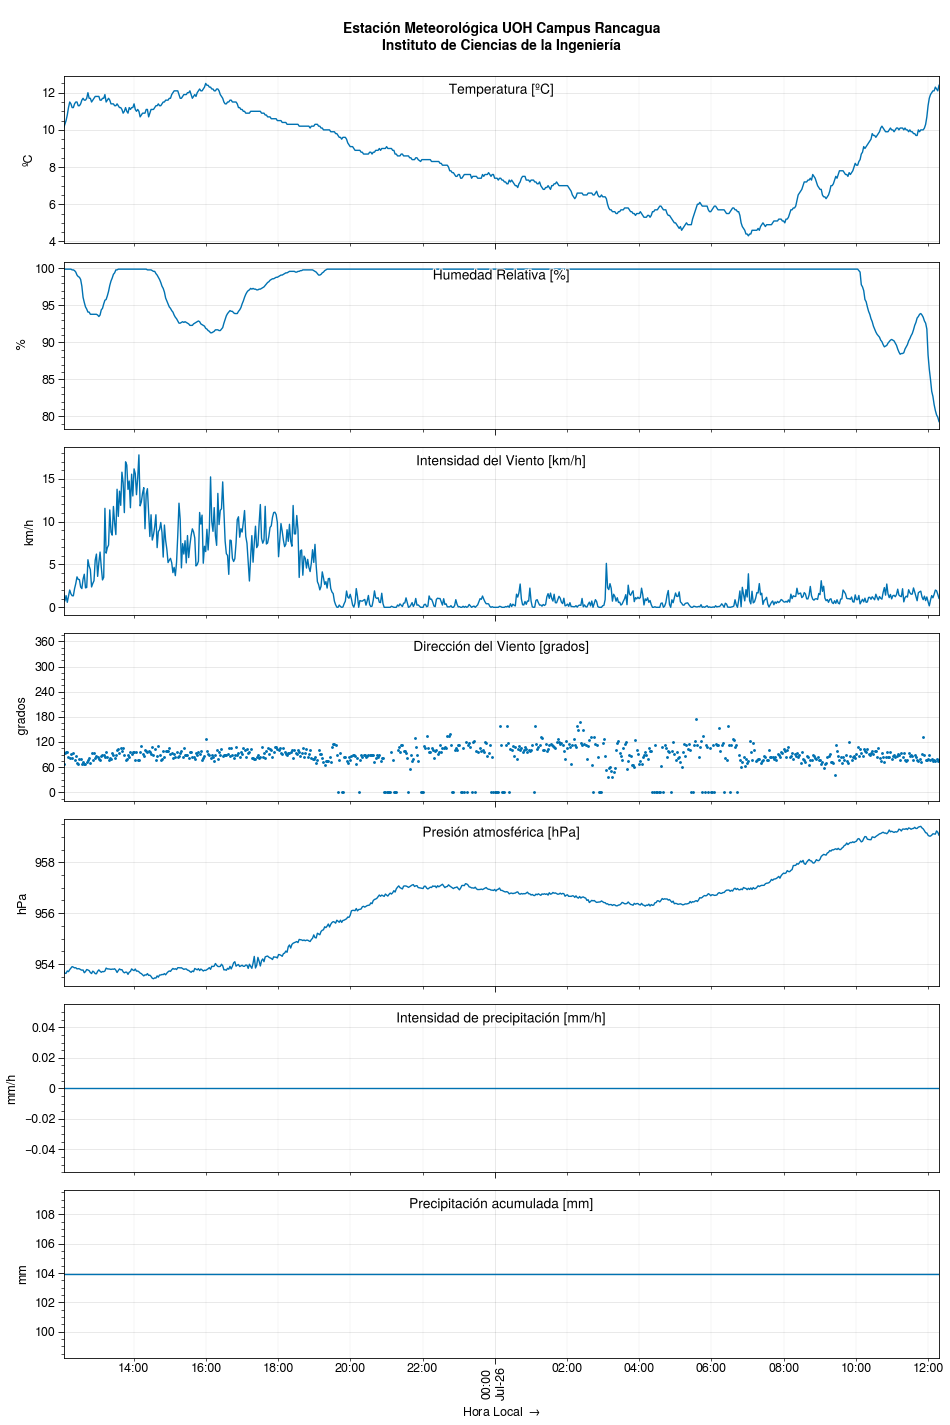 Estación Meteorológica UOH Campus Rancagua
Instituto de Ciencias de la Ingeniería
Temperatura [ºC]
ºC
12
10
8
6
4
Humedad Relativa [%]
%
100
95
90
85
80
Intensidad del Viento [km/h]
km/h
15
10
5
0
Dirección del Viento [grados]
grados
360
300
240
180
120
60
0
Presión atmosférica [hPa]
hPa
958
956
954
Intensidad de precipitación [mm/h]
mm/h
0.04
0.02
0
−0.02
−0.04
Precipitación acumulada [mm]
mm
108
106
104
102
100
14:00
16:00
18:00
20:00
22:00
00:00
Jul-26
02:00
04:00
06:00
08:00
10:00
12:00
Hora Local →